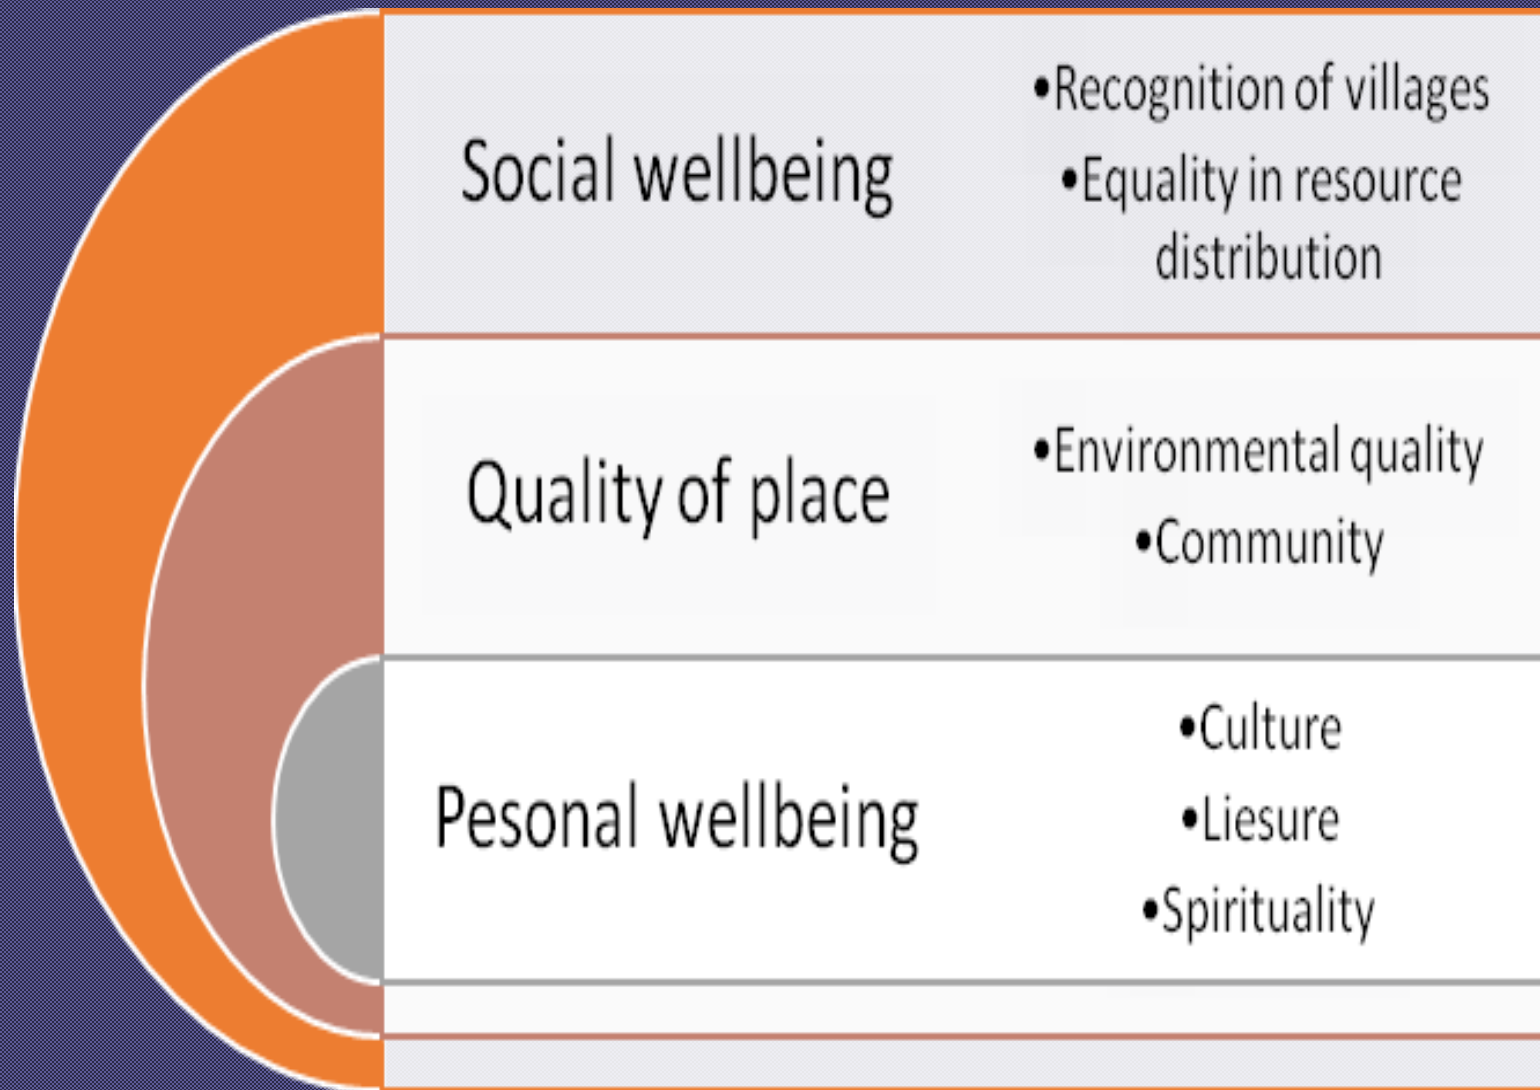 Social wellbeing
•Recognition of villages
•Equality in resource
distribution
Quality of place
•Environmental quality
•Community
Pesonal wellbeing
•Culture
•Liesure
•Spirituality